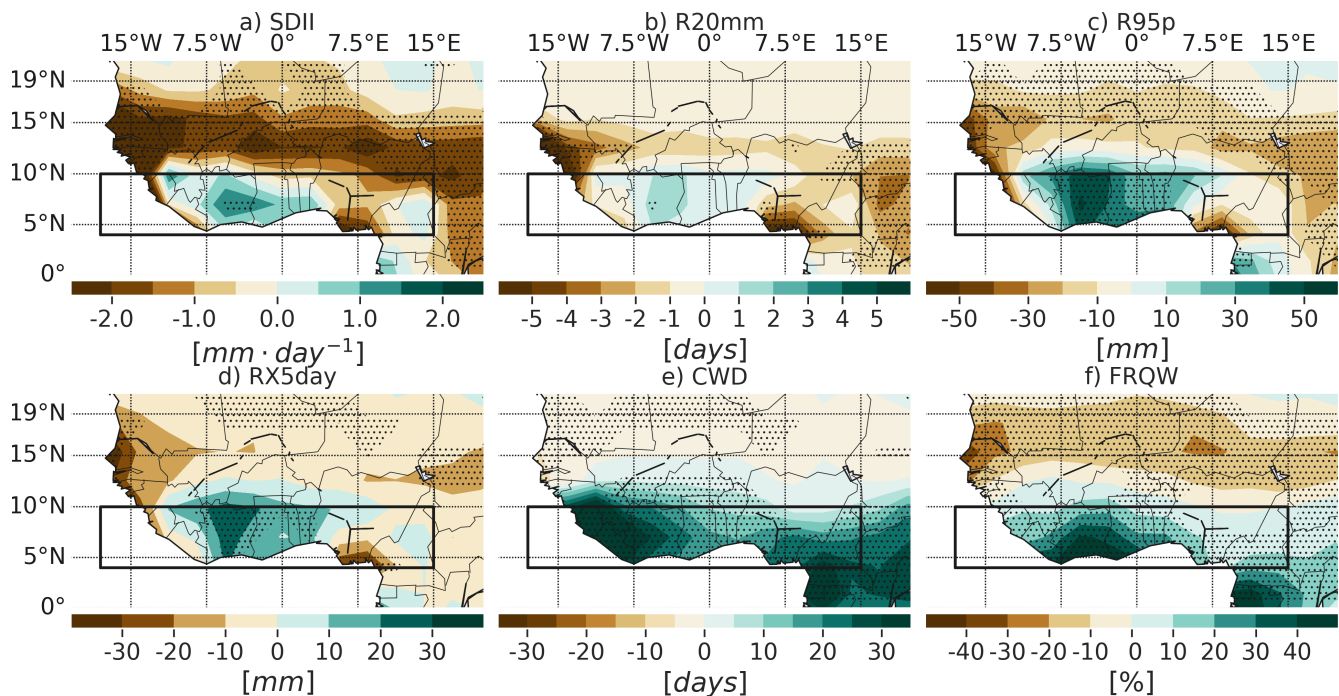 a) SDII
b) R20mm
c) R95p
15°W 7.5°W 0° 7.5°E 15°E
15°W 7.5°W 0° 7.5°E 15°E
15°W 7.5°W 0° 7.5°E 15°E
19°N
15°N
10°N
5°N
0°
-2.0 -1.0 0.0 1.0 2.0
-5 -4 -3 -2 -1 0 1 2 3 4 5
-50 -30 -10 10 30 50
[mm · day⁻¹]
[days]
[mm]
d) RX5day
e) CWD
f) FRQW
19°N
15°N
10°N
5°N
0°
-30 -20 -10 0 10 20 30
-30 -20 -10 0 10 20 30
-40 -30 -20 -10 0 10 20 30 40
[mm]
[days]
[%]